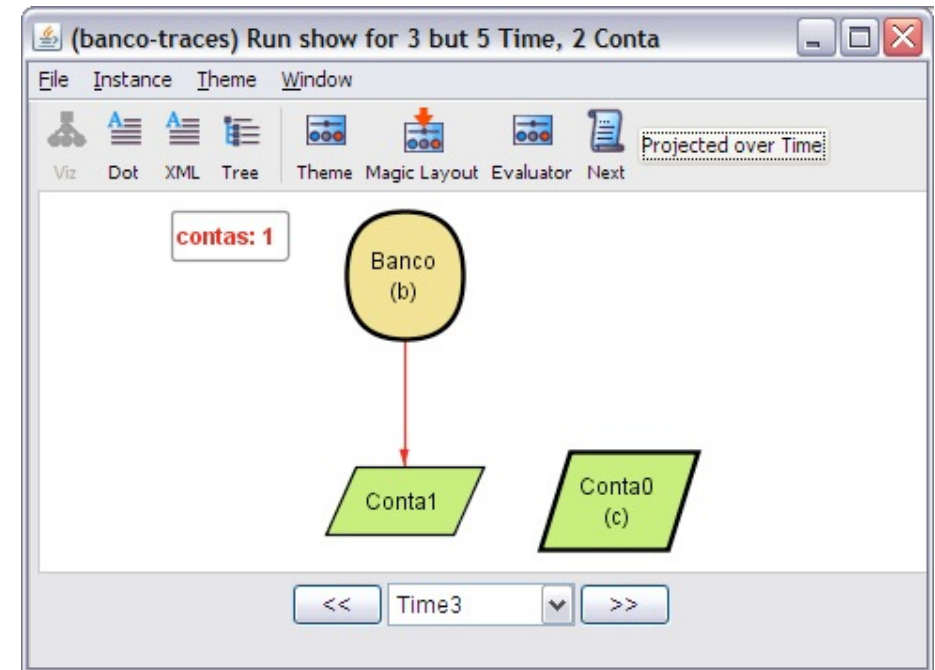 (banco-traces) Run show for 3 but 5 Time, 2 Conta
File Instance Theme Window
Viz Dot XML Tree Theme Magic Layout Evaluator Next Projected over Time
contas: 1
Banco
(b)
Conta1
Conta0
(c)
<< Time3 >>